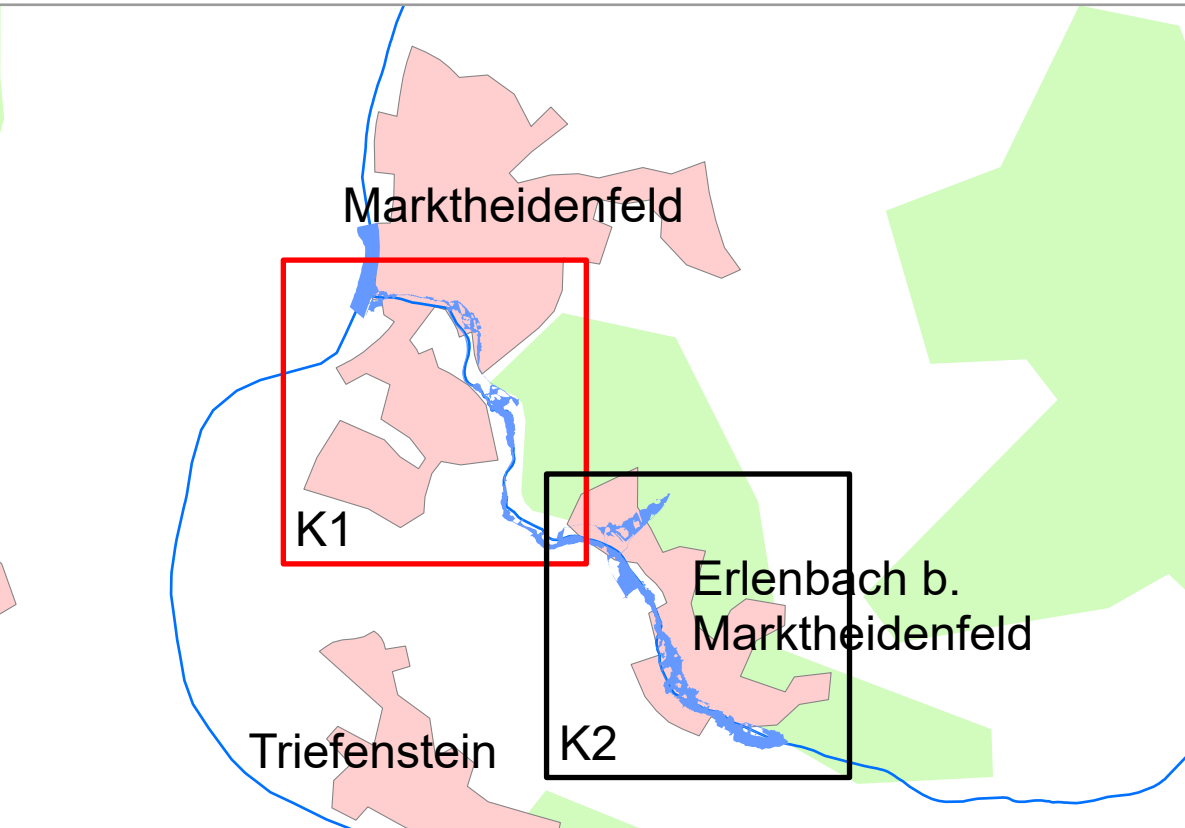 Marktheidenfeld
K1
Erlenbach b.
Marktheidenfeld
Triefenstein
K2